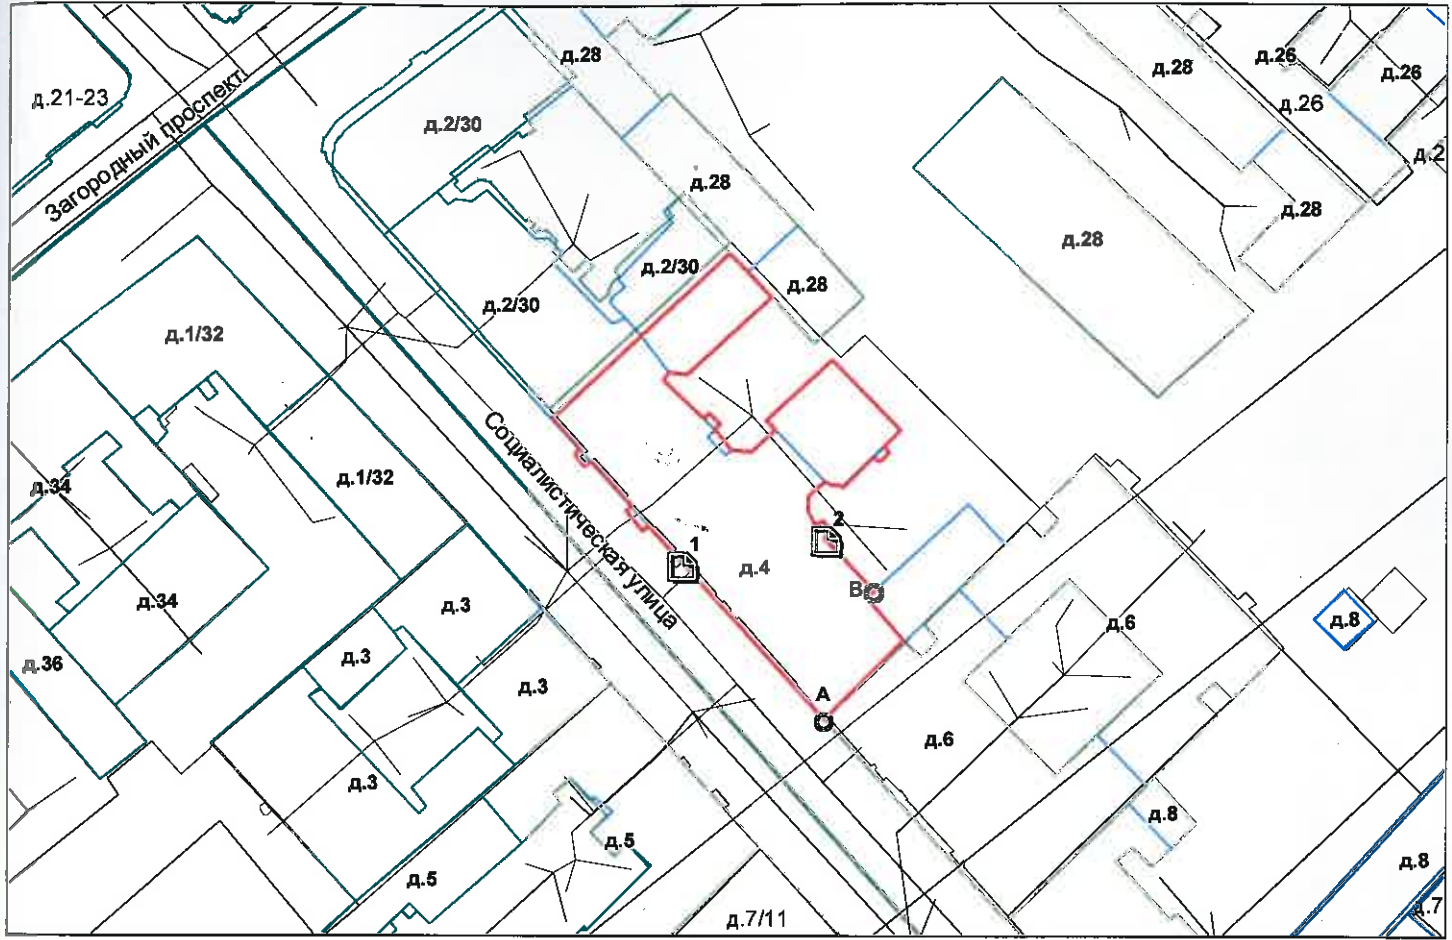 д.28
д.28
д.26
д.26
д.21-23
д.26
д.2/30
д.2
Загородный проспект
д.28
д.28
д.28
д.2/30
д.28
д.2/30
д.1/32
Социалистическая улица
д.1/32
д.34
2
1
д.4
В
д.34
д.3
д.6
д.8
д.3
д.36
д.3
А
д.6
д.3
д.8
д.5
д.8
д.5
д.7
д.7/11